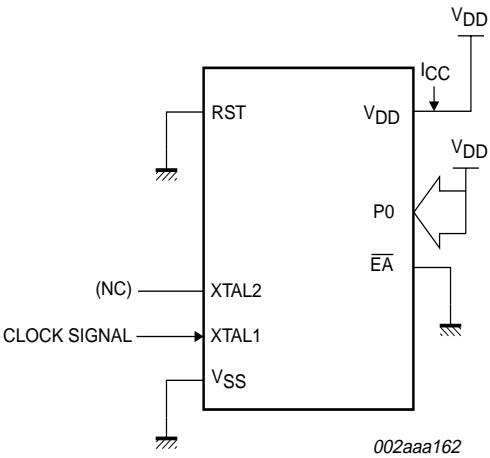 VDD
ICC
RST
VDD
VDD
P0
EA
(NC)
XTAL2
CLOCK SIGNAL
XTAL1
VSS
002aaa162